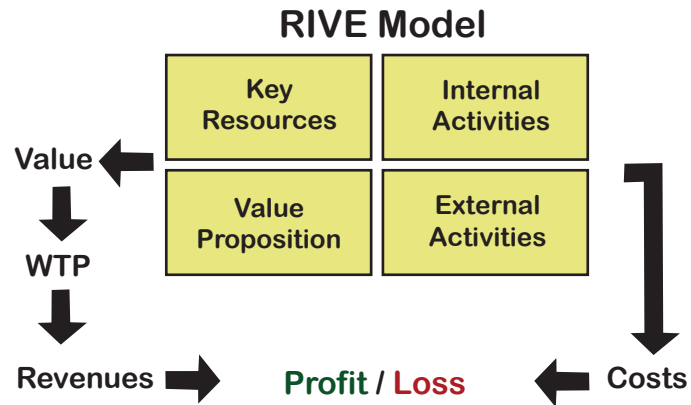 RIVE Model
Key
Resources
Internal
Activities
Value
Value
Proposition
External
Activities
WTP
Revenues
Profit / Loss
Costs